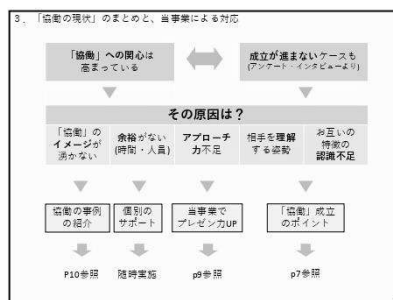 3．「協働の現状」のまとめと、当事業による対応
「協働」への関心は
高まっている
成立が進まないケースも
(アンケート・インタビューより)
その原因は？
「協働」の
イメージが
湧かない
余裕がない
(時間・人員)
アプローチ
力不足
相手を理解
する姿勢
お互いの
特徴の
認識不足
協働の事例
の紹介
個別の
サポート
当事業で
プレゼン力UP
「協働」成立
のポイント
P10参照
随時実施
p9参照
p7参照